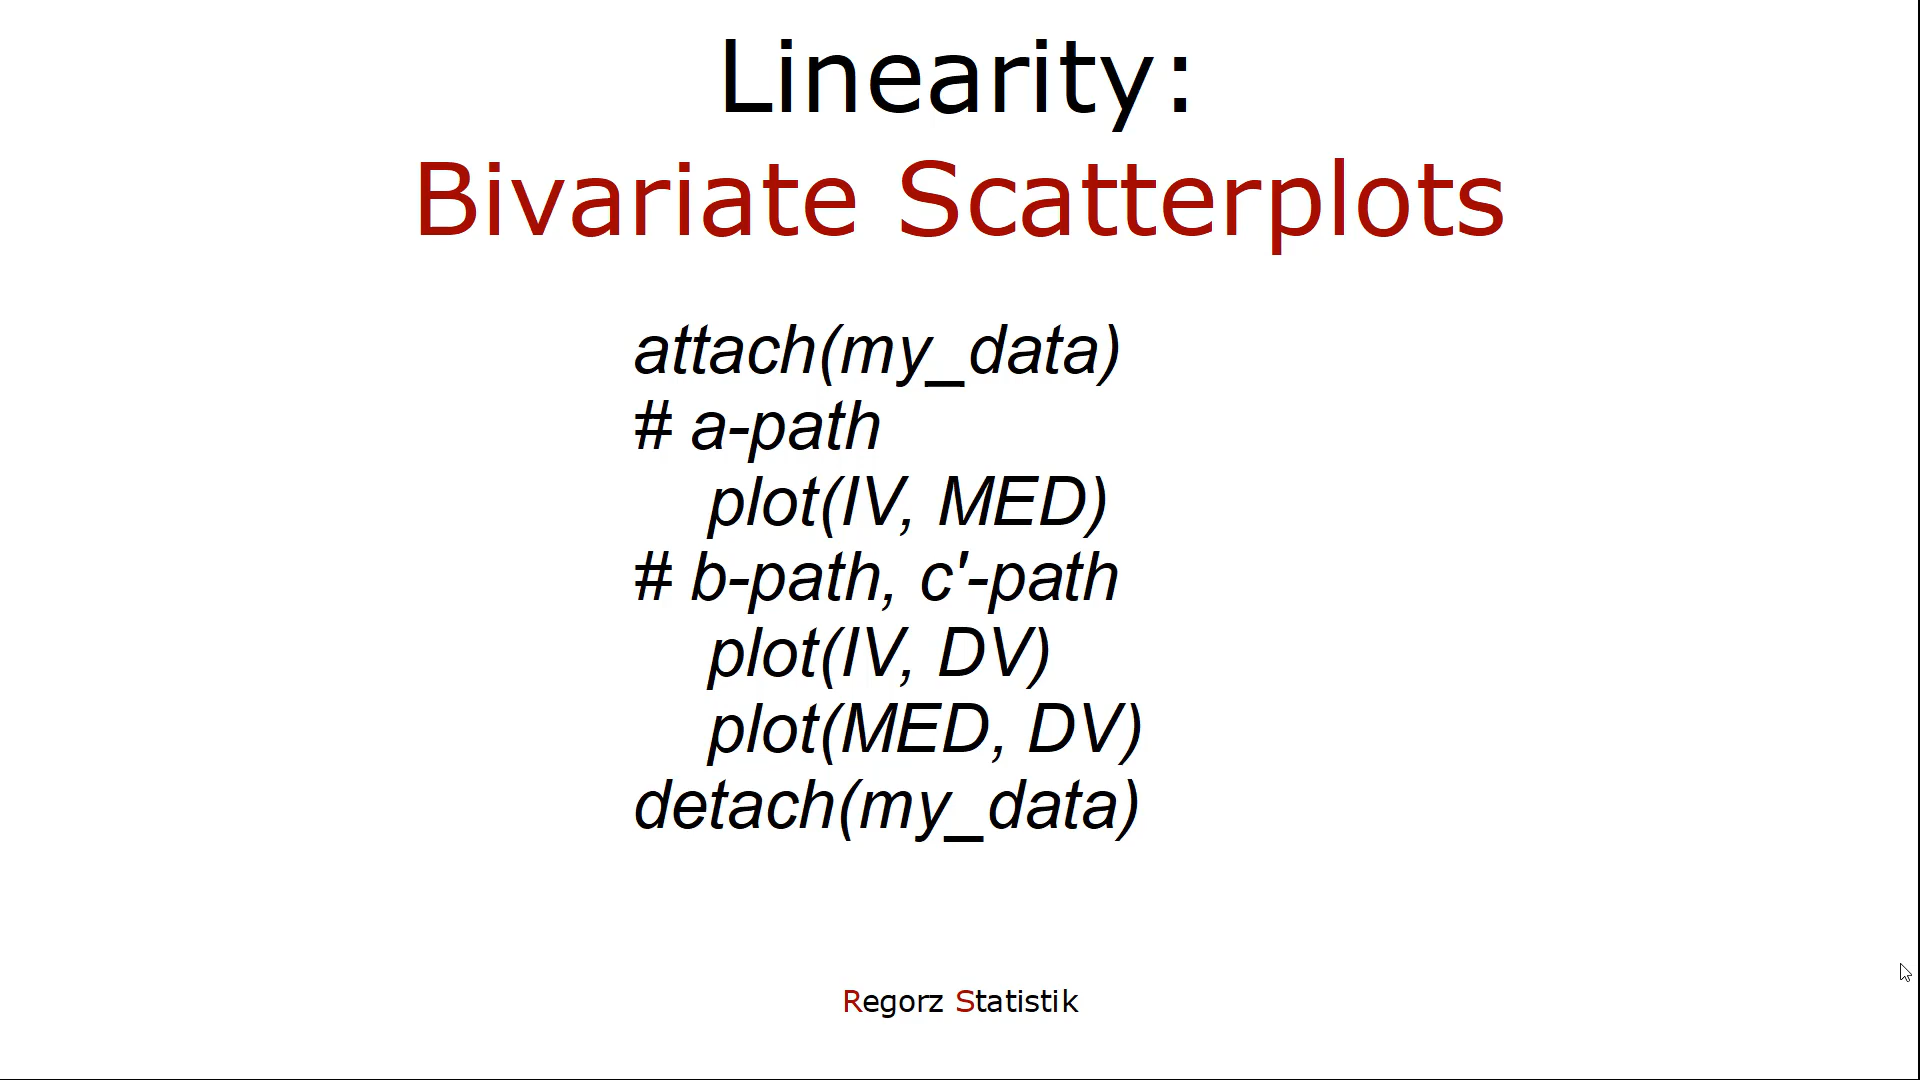 Linearity:
Bivariate Scatterplots
attach(my_data)
# a-path
plot(IV, MED)
# b-path, c'-path
plot(IV, DV)
plot(MED, DV)
detach(my_data)
Regorz Statistik